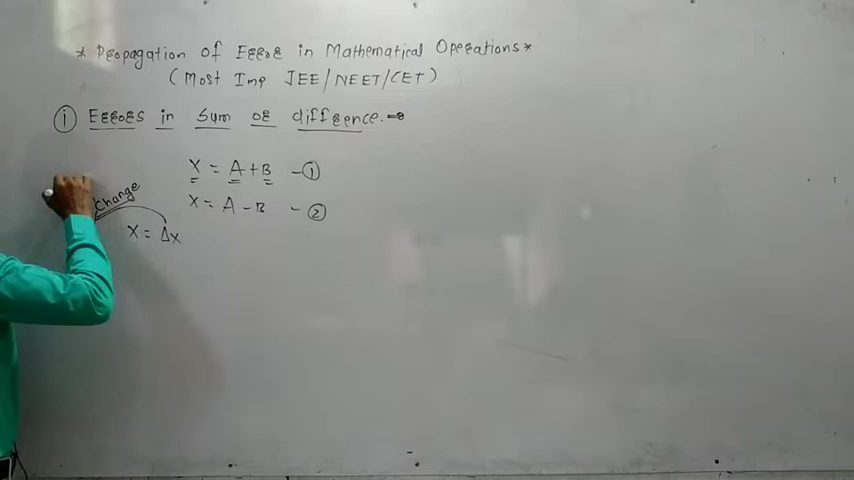 * Propagation of Error in Mathematical Operations *
(Most Imp JEE/NEET/CET)
① Errors in Sum or difference. →
X = A + B - ①
X = A - B - ②
Change
X = Δx